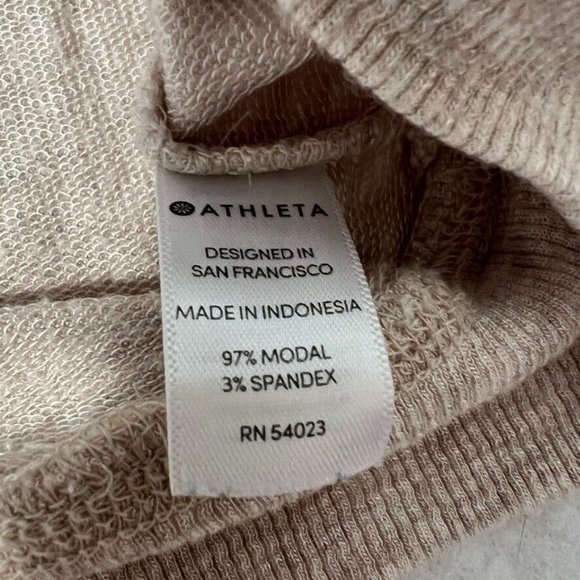 ATHLETA
DESIGNED IN
SAN FRANCISCO
MADE IN INDONESIA
97% MODAL
3% SPANDEX
RN 54023